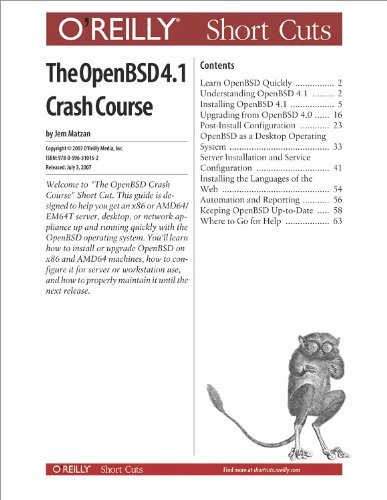 O'REILLY® Short Cuts
The OpenBSD 4.1
Crash Course
by Jem Matzan
Copyright © 2007 O'Reilly Media, Inc.
ISBN: 978-0-596-51015-2
Released: July 3, 2007
Welcome to "The OpenBSD Crash
Course" Short Cut. This guide is de-
signed to help you get an x86 or AMD64/
EM64T server, desktop, or network ap-
pliance up and running quickly with the
OpenBSD operating system. You'll learn
how to install or upgrade OpenBSD on
x86 and AMD64 machines, how to con-
figure it for server or workstation use,
and how to properly maintain it until the
next release.
Contents
Learn OpenBSD Quickly ................ 2
Understanding OpenBSD 4.1 ......... 2
Installing OpenBSD 4.1 ................ 5
Upgrading from OpenBSD 4.0 ...... 16
Post-Install Configuration ............ 23
OpenBSD as a Desktop Operating
System ........................... 33
Server Installation and Service
Configuration ........................ 41
Installing the Languages of the
Web ............................... 54
Automation and Reporting ........... 56
Keeping OpenBSD Up-to-Date ..... 58
Where to Go for Help .................. 63
O'REILLY® Short Cuts
Find more at shortcuts.oreilly.com